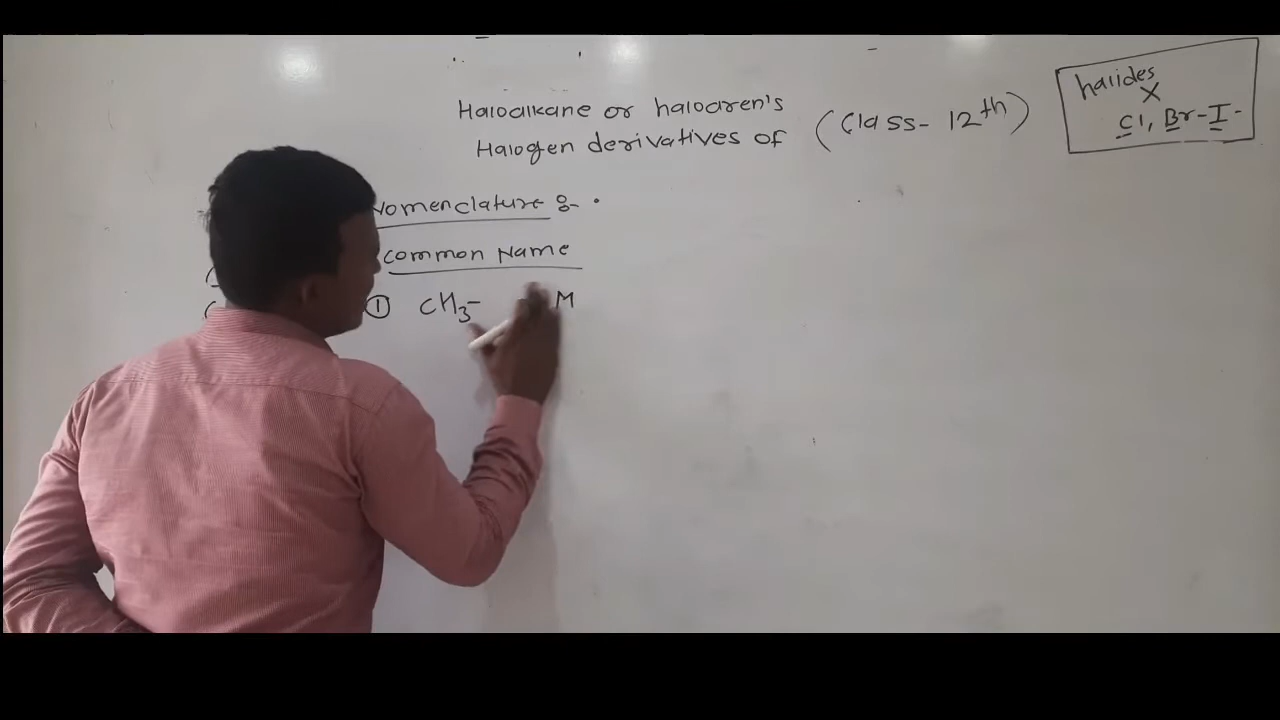 halides
X
Cl, Br-I-
Haloalkane or haloaren's
Halogen derivatives of (Class- 12th)
Nomenclature :-
Common Name
① CH3- M